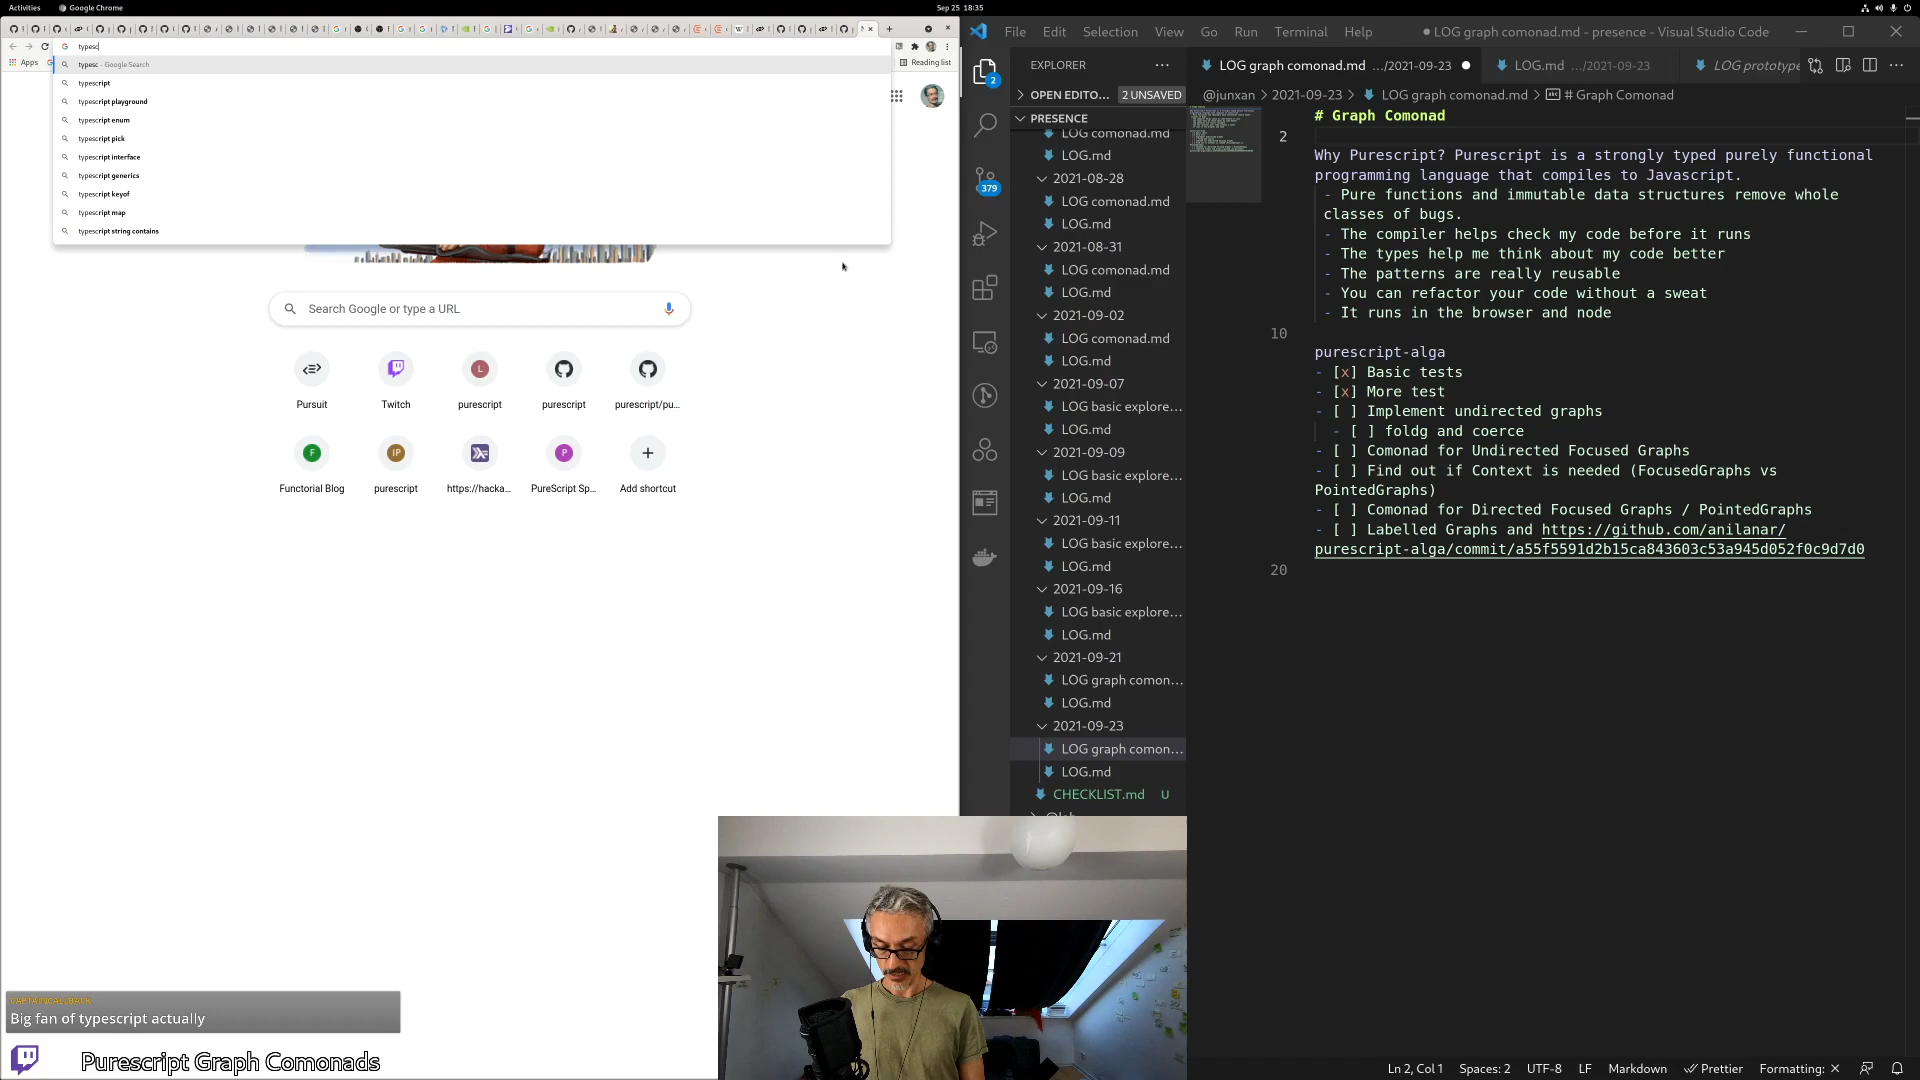 Activities
Google Chrome
Sep 25 18:35
typesc
Apps
Reading list
typesc - Google Search
typescript
typescript playground
typescript enum
typescript pick
typescript interface
typescript generics
typescript keyof
typescript map
typescript string contains
Search Google or type a URL
Pursuit
Twitch
purescript
purescript
purescript/pu...
Functorial Blog
purescript
https://hacka...
PureScript Sp...
Add shortcut
Big fan of typescript actually
Purescript Graph Comonads
File Edit Selection View Go Run Terminal Help
● LOG graph comonad.md - presence - Visual Studio Code
EXPLORER
OPEN EDITO... 2 UNSAVED
PRESENCE
LOG comonad.md
LOG.md
2021-08-28
LOG comonad.md
LOG.md
2021-08-31
LOG comonad.md
LOG.md
2021-09-02
LOG comonad.md
LOG.md
2021-09-07
LOG basic explore...
LOG.md
2021-09-09
LOG basic explore...
LOG.md
2021-09-11
LOG basic explore...
LOG.md
2021-09-16
LOG basic explore...
LOG.md
2021-09-21
LOG graph comon...
LOG.md
2021-09-23
LOG graph comon...
LOG.md
CHECKLIST.md U
2
379
LOG graph comonad.md .../2021-09-23
LOG.md .../2021-09-23
LOG prototype
@junxan > 2021-09-23 > LOG graph comonad.md > # Graph Comonad
# Graph Comonad
2
Why Purescript? Purescript is a strongly typed purely functional
programming language that compiles to Javascript.
- Pure functions and immutable data structures remove whole
classes of bugs.
- The compiler helps check my code before it runs
- The types help me think about my code better
- The patterns are really reusable
- You can refactor your code without a sweat
- It runs in the browser and node
10
purescript-alga
- [x] Basic tests
- [x] More test
- [ ] Implement undirected graphs
- [ ] foldg and coerce
- [ ] Comonad for Undirected Focused Graphs
- [ ] Find out if Context is needed (FocusedGraphs vs
PointedGraphs)
- [ ] Comonad for Directed Focused Graphs / PointedGraphs
- [ ] Labelled Graphs and https://github.com/anilanar/
purescript-alga/commit/a55f5591d2b15ca843603c53a945d052f0c9d7d0
20
Ln 2, Col 1 Spaces: 2 UTF-8 LF Markdown Prettier Formatting: ✕